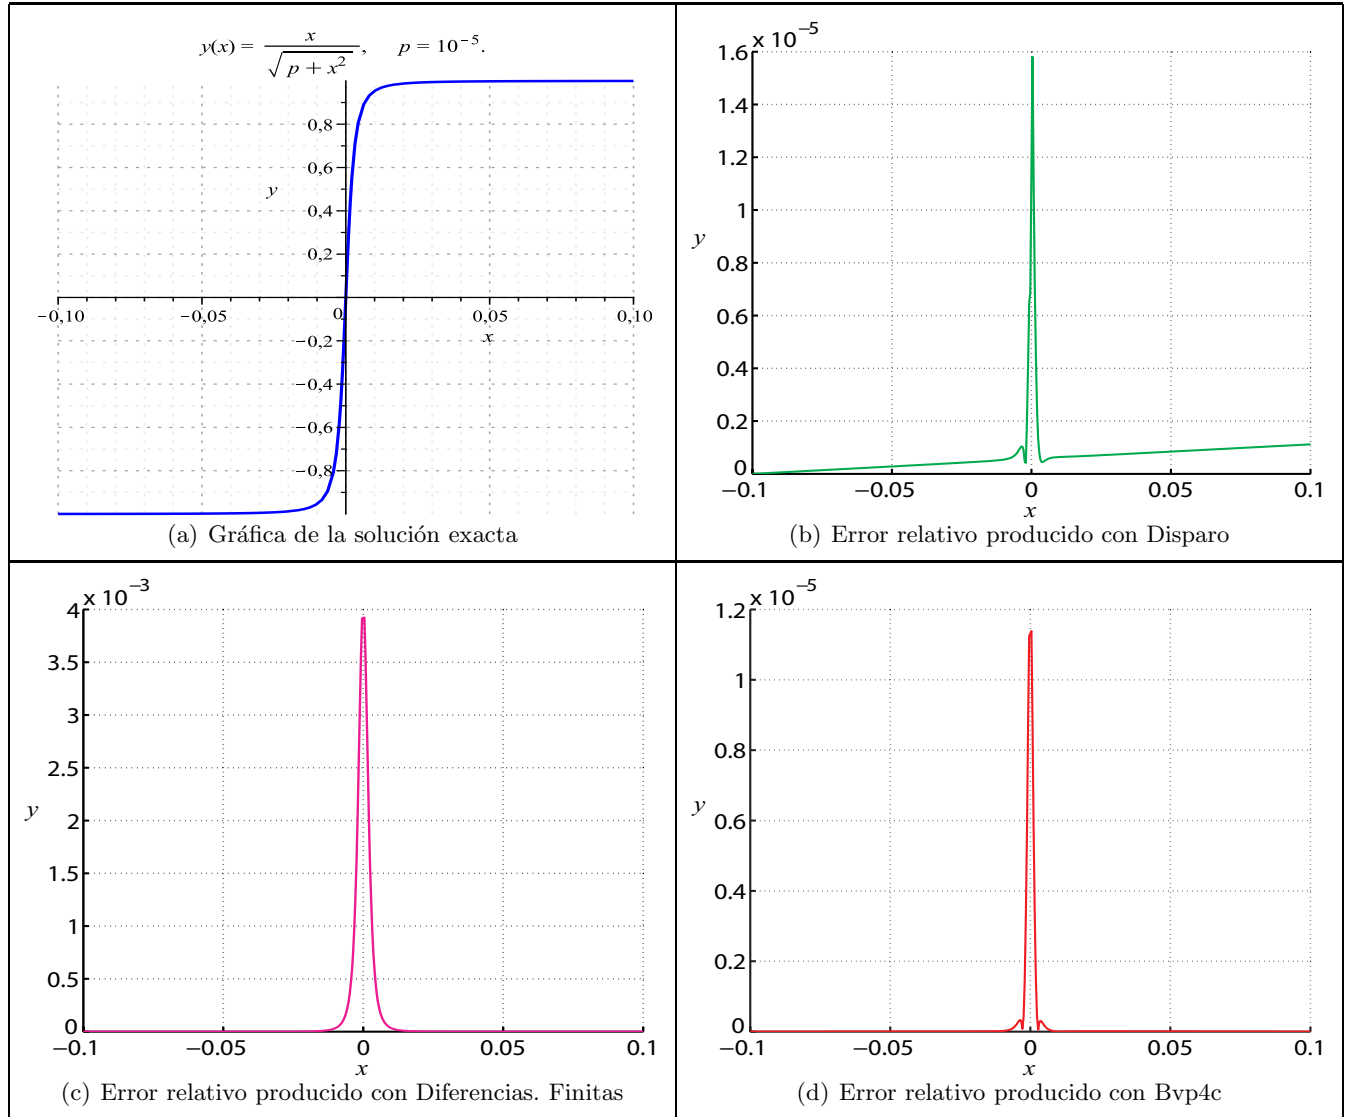 y(x) = x / √(p + x²), p = 10⁻⁵.
0,8
0,6
y
0,4
0,2
−0,10 −0,05 0 0,05 0,10
x
−0,2
−0,4
−0,6
−0,8
(a) Gráfica de la solución exacta
x 10⁻⁵
1.6
1.4
1.2
1
y
0.8
0.6
0.4
0.2
0
−0.1 −0.05 0 0.05 0.1
x
(b) Error relativo producido con Disparo
x 10⁻³
4
3.5
3
2.5
y
2
1.5
1
0.5
0
−0.1 −0.05 0 0.05 0.1
x
(c) Error relativo producido con Diferencias. Finitas
x 10⁻⁵
1.2
1
0.8
y
0.6
0.4
0.2
0
−0.1 −0.05 0 0.05 0.1
x
(d) Error relativo producido con Bvp4c